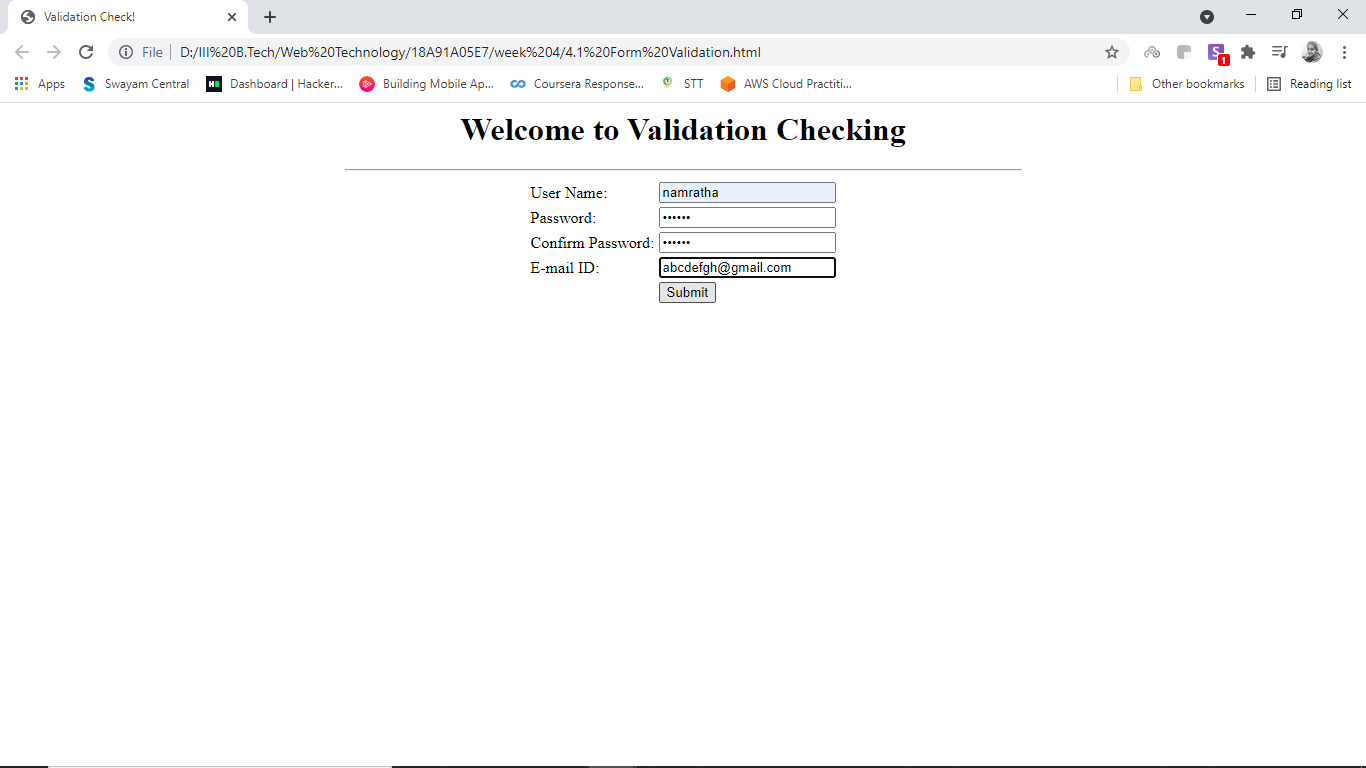 Validation Check!
File
D:/III%20B.Tech/Web%20Technology/18A91A05E7/week%204/4.1%20Form%20Validation.html
1
Apps Swayam Central Dashboard | Hacker... Building Mobile Ap... Coursera Response... STT AWS Cloud Practiti... Other bookmarks Reading list
Welcome to Validation Checking
User Name: namratha
Password: ••••••
Confirm Password: ••••••
E-mail ID: abcdefgh@gmail.com
Submit